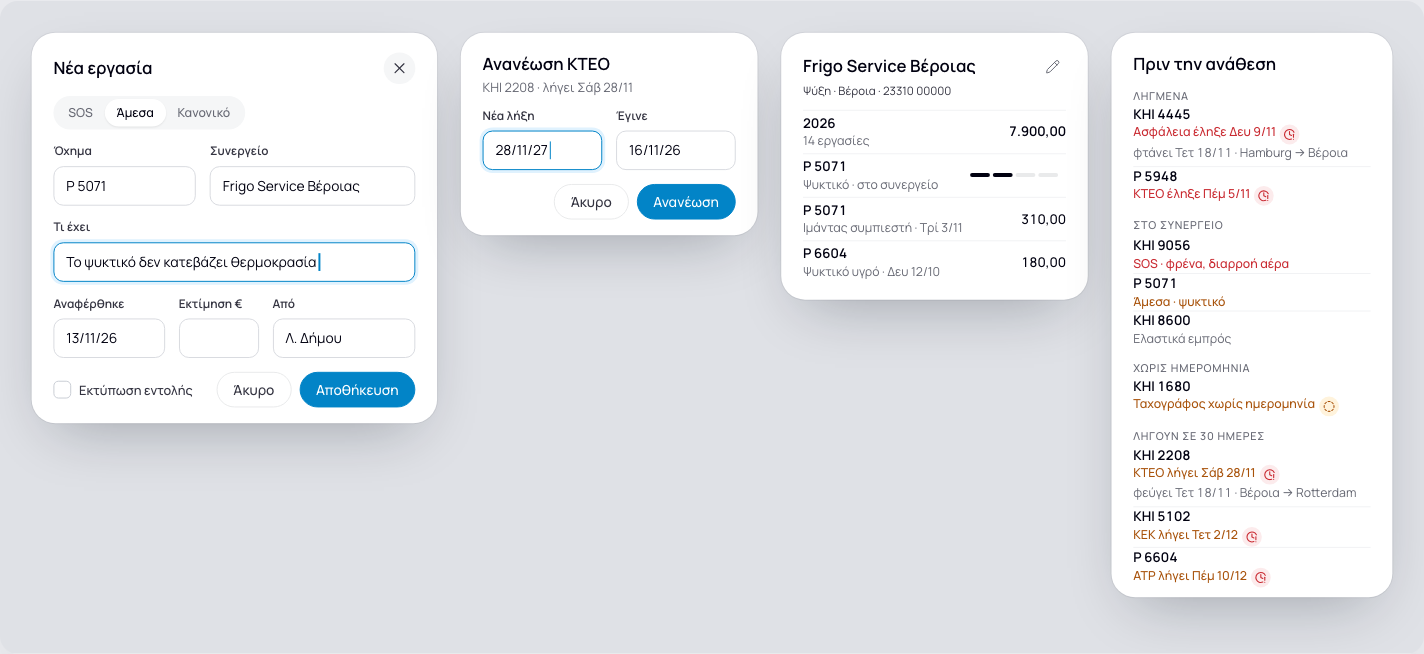 Νέα εργασία
SOS Άμεσα Κανονικό
Όχημα Συνεργείο
P 5071 Frigo Service Βέροιας
Τι έχει
Το ψυκτικό δεν κατεβάζει θερμοκρασία
Αναφέρθηκε Εκτίμηση € Από
13/11/26 Λ. Δήμου
Εκτύπωση εντολής Άκυρο Αποθήκευση
Ανανέωση ΚΤΕΟ
KHI 2208 · λήγει Σάβ 28/11
Νέα λήξη Έγινε
28/11/27 16/11/26
Άκυρο Ανανέωση
Frigo Service Βέροιας
Ψύξη · Βέροια · 23310 00000
2026 7.900,00
14 εργασίες
P 5071
Ψυκτικό · στο συνεργείο
P 5071 310,00
Ιμάντας συμπιεστή · Τρί 3/11
P 6604 180,00
Ψυκτικό υγρό · Δευ 12/10
Πριν την ανάθεση
ΛΗΓΜΕΝΑ
KHI 4445
Ασφάλεια έληξε Δευ 9/11
φτάνει Τετ 18/11 · Hamburg → Βέροια
P 5948
ΚΤΕΟ έληξε Πέμ 5/11
ΣΤΟ ΣΥΝΕΡΓΕΙΟ
KHI 9056
SOS · φρένα, διαρροή αέρα
P 5071
Άμεσα · ψυκτικό
KHI 8600
Ελαστικά εμπρός
ΧΩΡΙΣ ΗΜΕΡΟΜΗΝΙΑ
KHI 1680
Ταχογράφος χωρίς ημερομηνία
ΛΗΓΟΥΝ ΣΕ 30 ΗΜΕΡΕΣ
KHI 2208
ΚΤΕΟ λήγει Σάβ 28/11
φεύγει Τετ 18/11 · Βέροια → Rotterdam
KHI 5102
ΚΕΚ λήγει Τετ 2/12
P 6604
ATP λήγει Πέμ 10/12